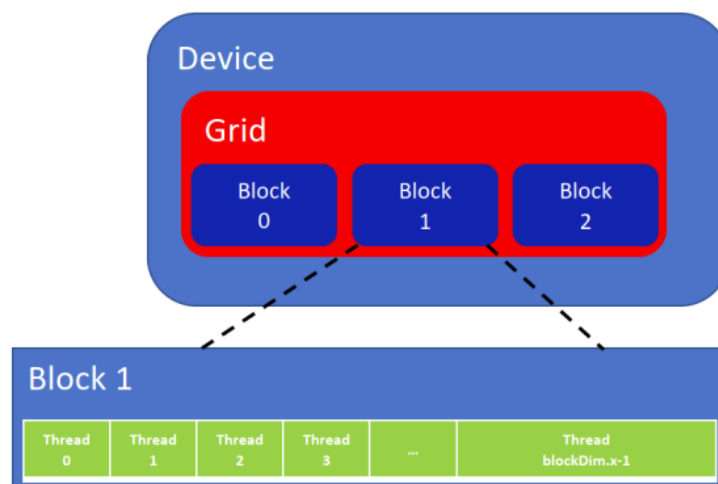 Device
Grid
Block Block Block
0 1 2
Block 1
Thread Thread Thread Thread Thread
0 1 2 3 ... blockDim.x-1